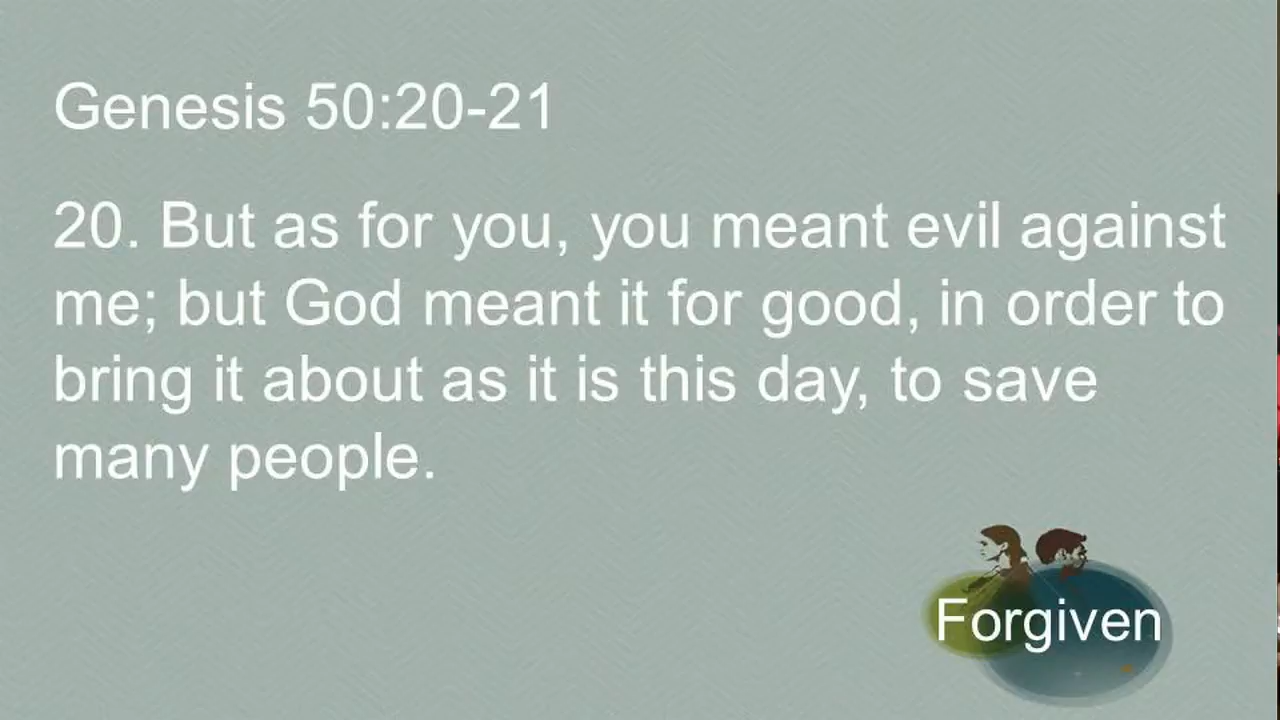 Genesis 50:20-21
20. But as for you, you meant evil against
me; but God meant it for good, in order to
bring it about as it is this day, to save
many people.
Forgiven